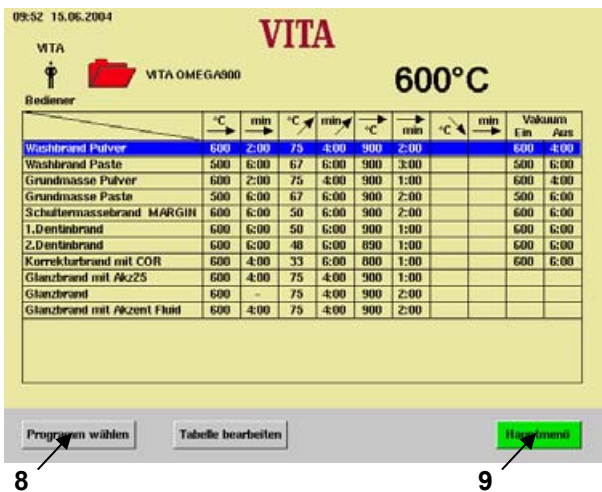 09:52 15.06.2004
VITA
VITA
VITA OMEGA900
600°C
Bediener
°C min °C min °C min °C min Vakuum
Ein Aus
Washbrand Pulver 600 2:00 75 4:00 900 2:00 600 4:00
Washbrand Paste 500 6:00 67 6:00 900 3:00 500 6:00
Grundmasse Pulver 600 2:00 75 4:00 900 1:00 600 4:00
Grundmasse Paste 500 6:00 67 6:00 900 2:00 500 6:00
Schultermassebrand MARGIN 600 6:00 50 6:00 900 2:00 600 6:00
1.Dentinbrand 600 6:00 50 6:00 900 1:00 600 6:00
2.Dentinbrand 600 6:00 48 6:00 890 1:00 600 6:00
Korrekturbrand mit COR 600 4:00 33 6:00 800 1:00 600 6:00
Glanzbrand mit Akz25 600 4:00 75 4:00 900 1:00
Glanzbrand 600 - 75 4:00 900 2:00
Glanzbrand mit Akzent Fluid 600 4:00 75 4:00 900 2:00
Programm wählen Tabelle bearbeiten Hauptmenü
8 9